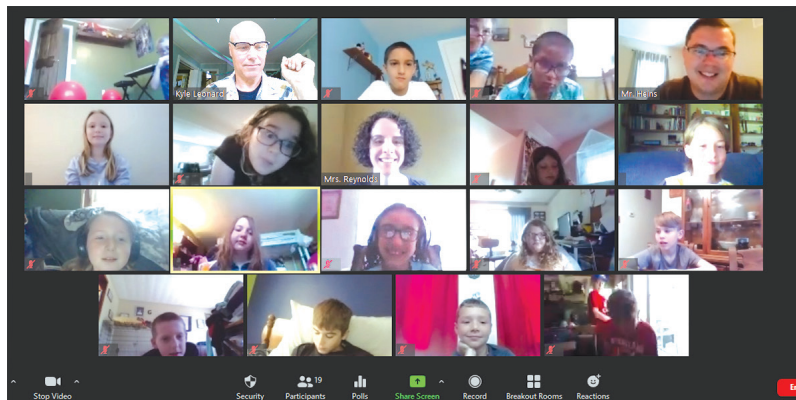 Kyle Leonard
Mr. Heins
Mrs. Reynolds
Stop Video
Security
Participants
19
Polls
Share Screen
Record
Breakout Rooms
Reactions